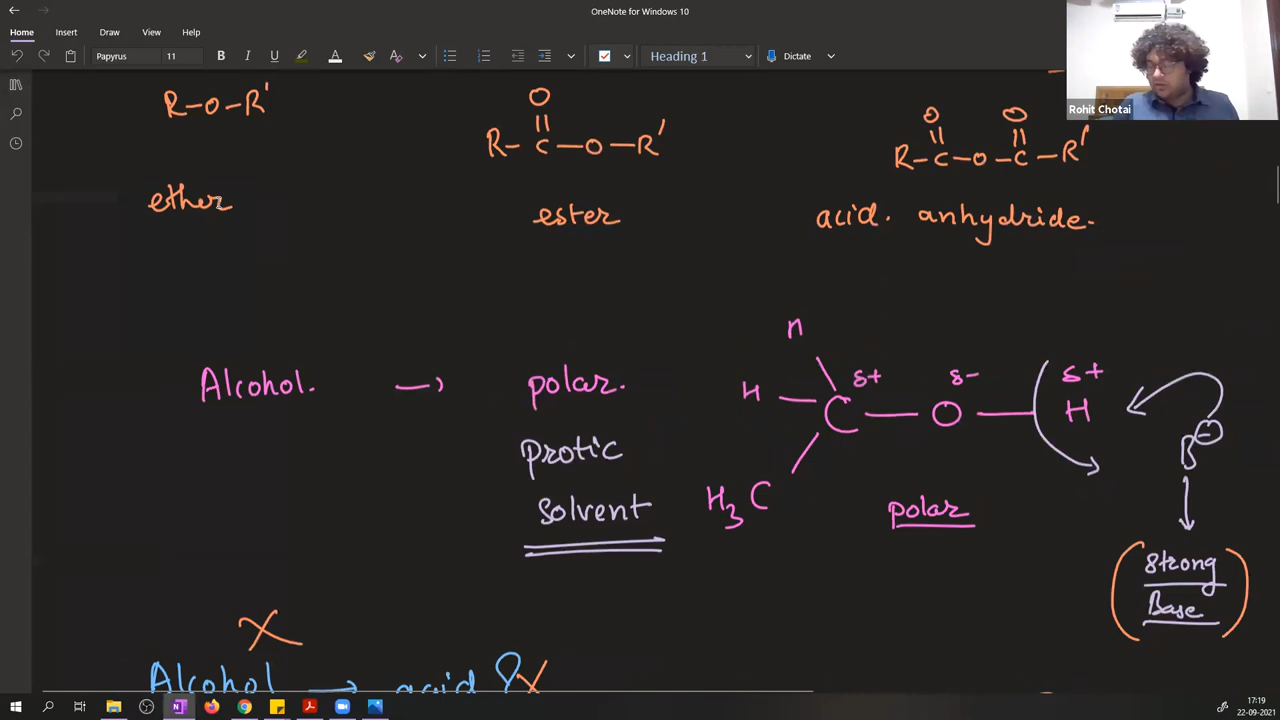 OneNote for Windows 10
Home Insert Draw View Help
Papyrus 11 B I U A Heading 1 Dictate
Rohit Chotai
R-O-R'
O
R-C-O-R'
O O
R-C-O-C-R'
ether
ester
acid. anhydride.
Alcohol. → polar.
protic
solvent
H
H C δ+ O δ- H δ+
H3C
polar
B-
Strong
Base
X
Alcohol → acid X
17:19
22-09-2021